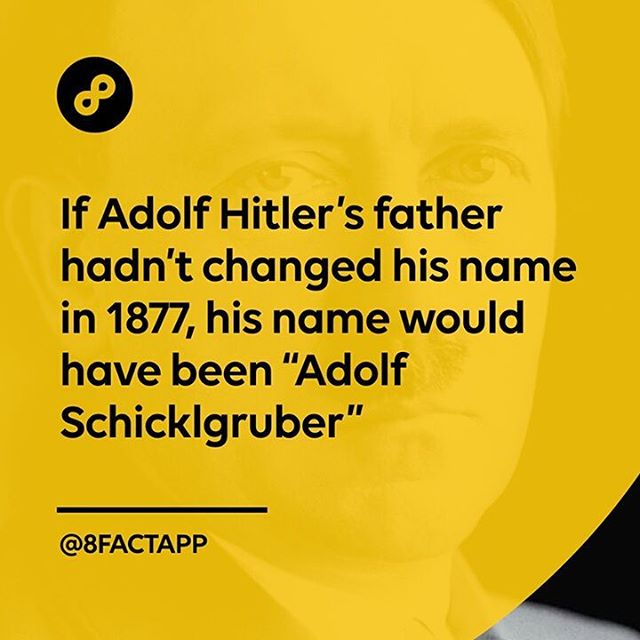 If Adolf Hitler’s father
hadn’t changed his name
in 1877, his name would
have been “Adolf
Schicklgruber”
@8FACTAPP